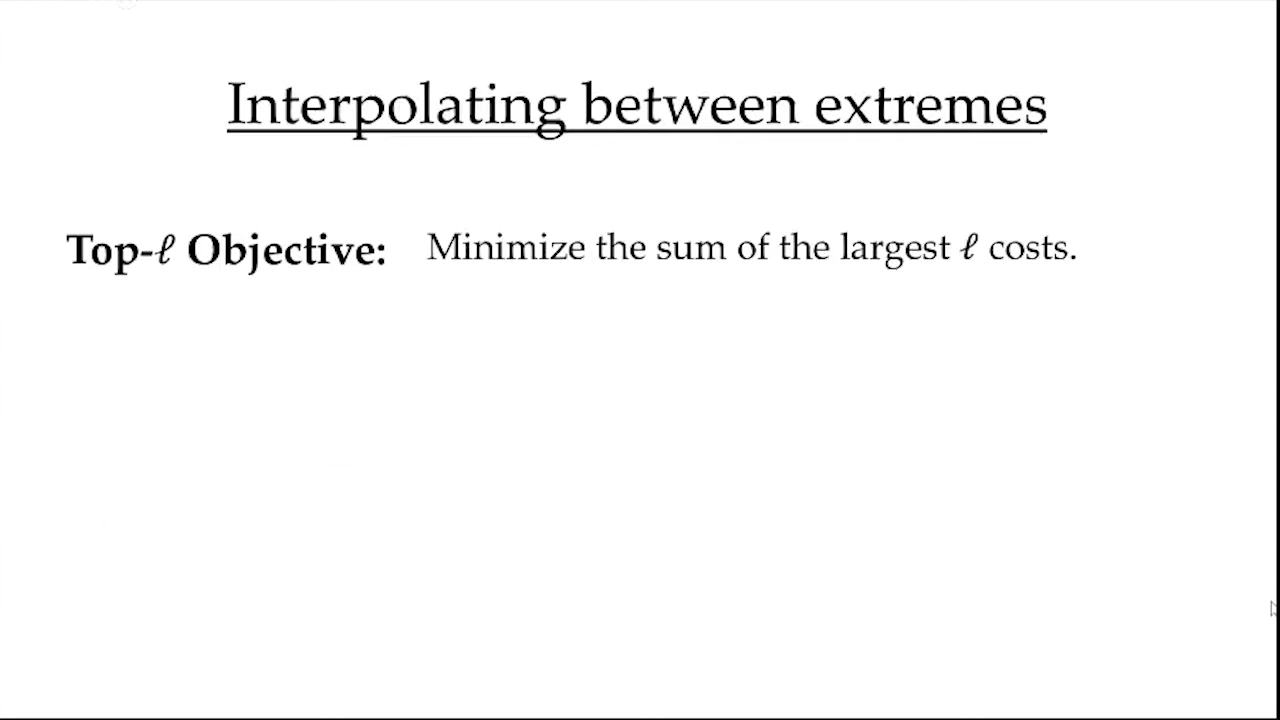 Interpolating between extremes
Top-ℓ Objective: Minimize the sum of the largest ℓ costs.